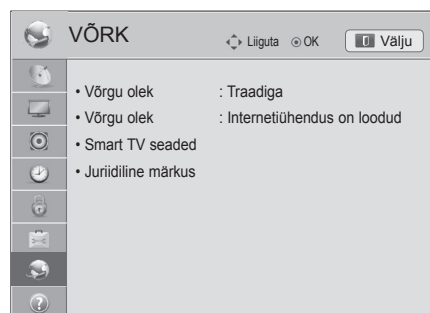 VÕRK
Liiguta OK Välju
• Võrgu olek : Traadiga
• Võrgu olek : Internetiühendus on loodud
• Smart TV seaded
• Juriidiline märkus